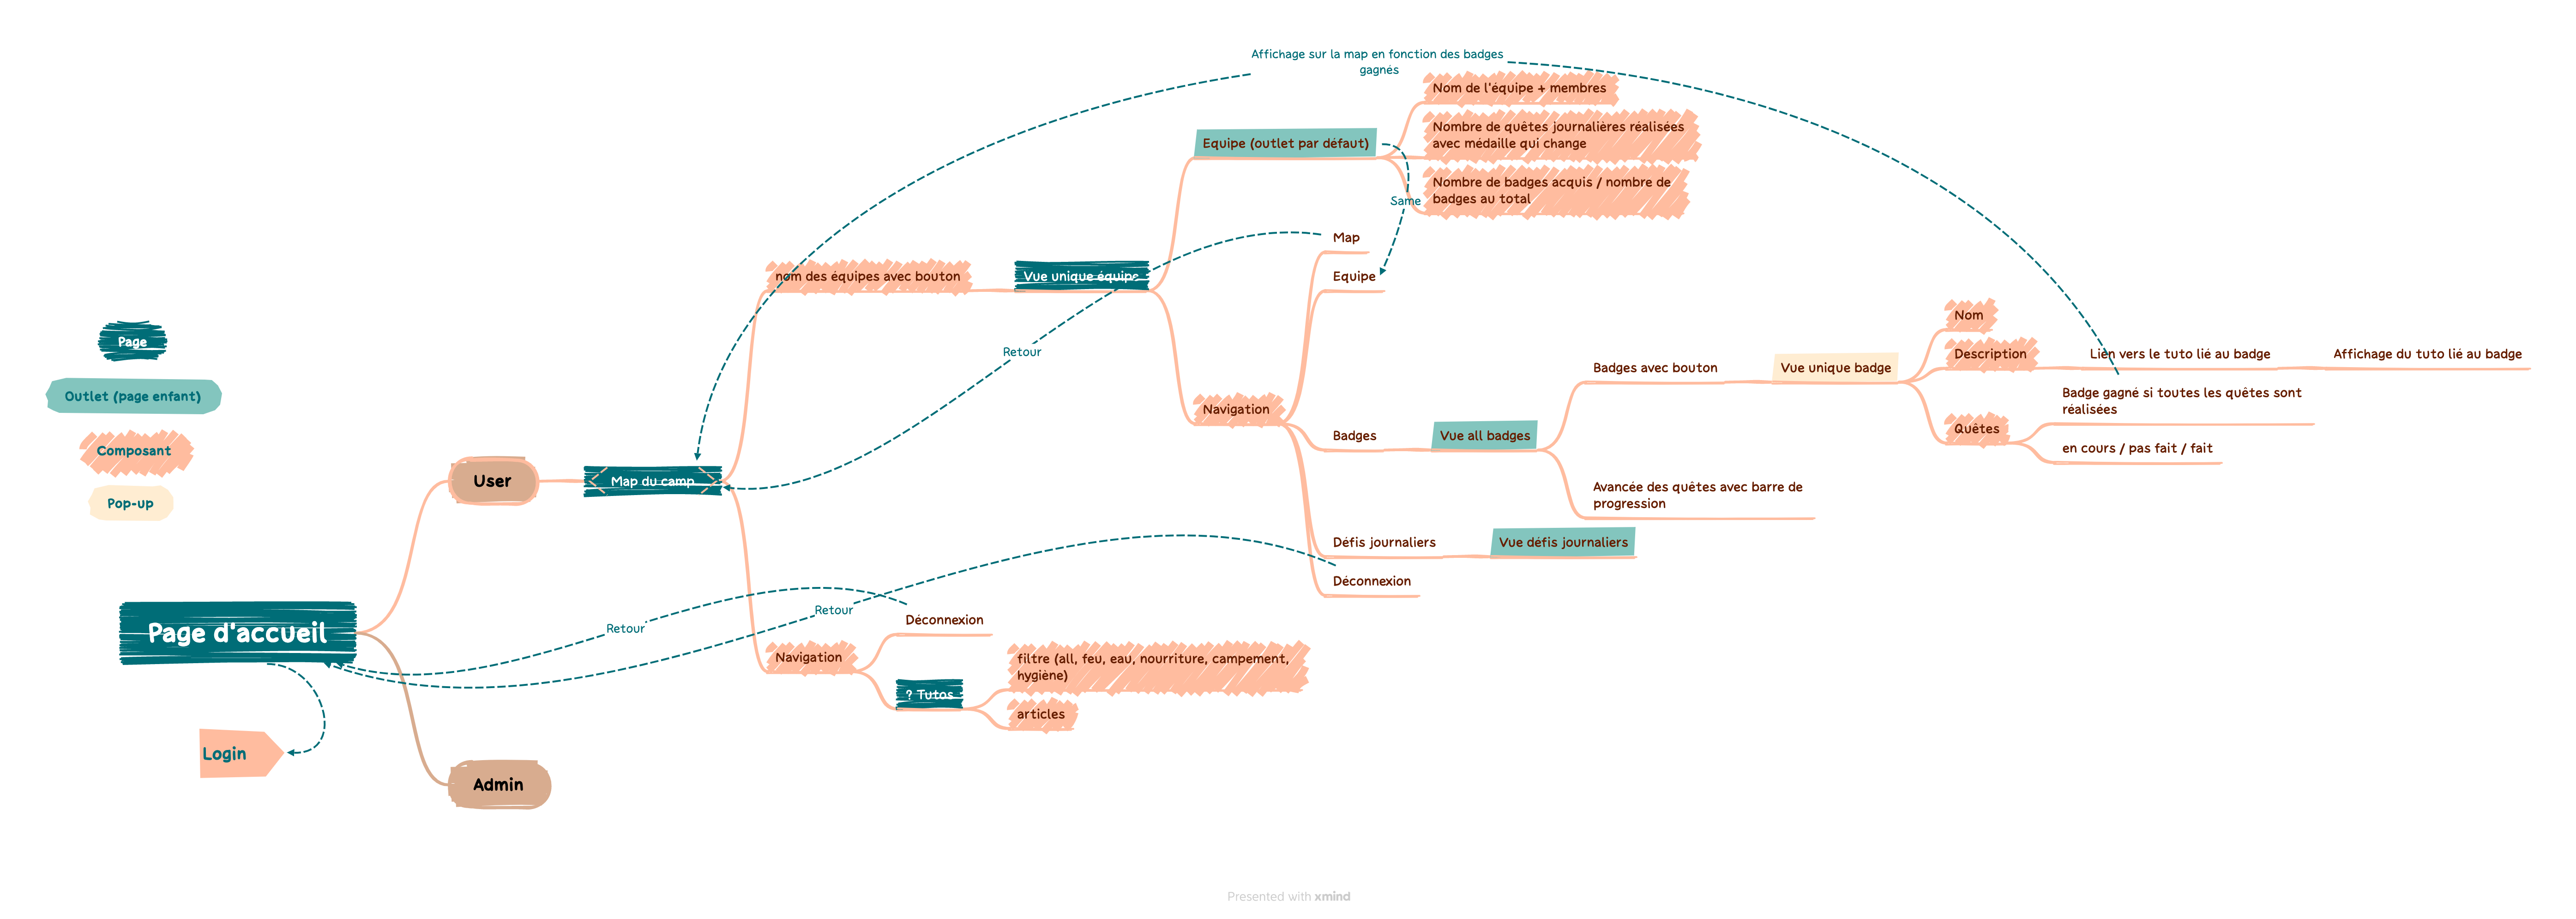 Affichage sur la map en fonction des badges
gagnés
Nom de l'équipe + membres
Nombre de quêtes journalières réalisées
avec médaille qui change
Equipe (outlet par défaut)
Nombre de badges acquis / nombre de
badges au total
Same
Map
nom des équipes avec bouton
Vue unique équipe
Equipe
Nom
Page
Retour
Description
Lien vers le tuto lié au badge
Affichage du tuto lié au badge
Badges avec bouton
Vue unique badge
Outlet (page enfant)
Badge gagné si toutes les quêtes sont
réalisées
Navigation
Quêtes
Badges
Vue all badges
en cours / pas fait / fait
Composant
User
Map du camp
Avancée des quêtes avec barre de
progression
Pop-up
Défis journaliers
Vue défis journaliers
Déconnexion
Retour
Déconnexion
Retour
Page d'accueil
Navigation
filtre (all, feu, eau, nourriture, campement,
hygiène)
? Tutos
articles
Login
Admin
Presented with xmind